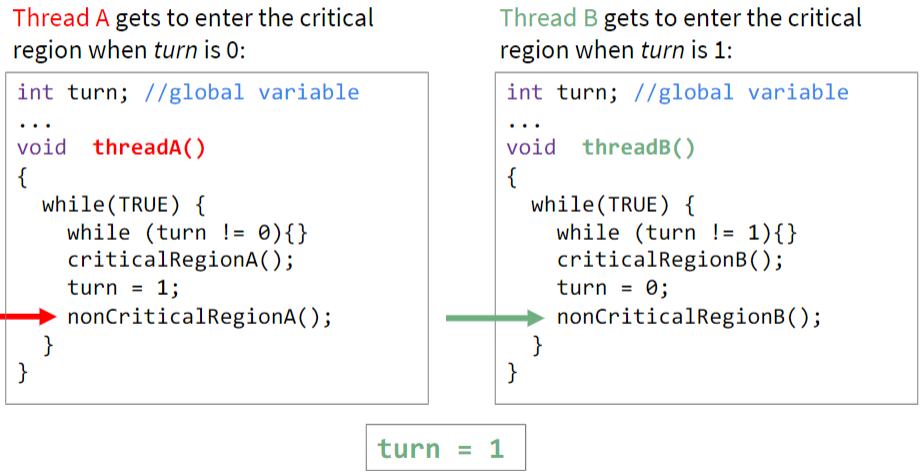 Thread A gets to enter the critical
region when turn is 0:
int turn; //global variable
...
void threadA()
{
while(TRUE) {
while (turn != 0){}
criticalRegionA();
turn = 1;
nonCriticalRegionA();
}
}
Thread B gets to enter the critical
region when turn is 1:
int turn; //global variable
...
void threadB()
{
while(TRUE) {
while (turn != 1){}
criticalRegionB();
turn = 0;
nonCriticalRegionB();
}
}
turn = 1